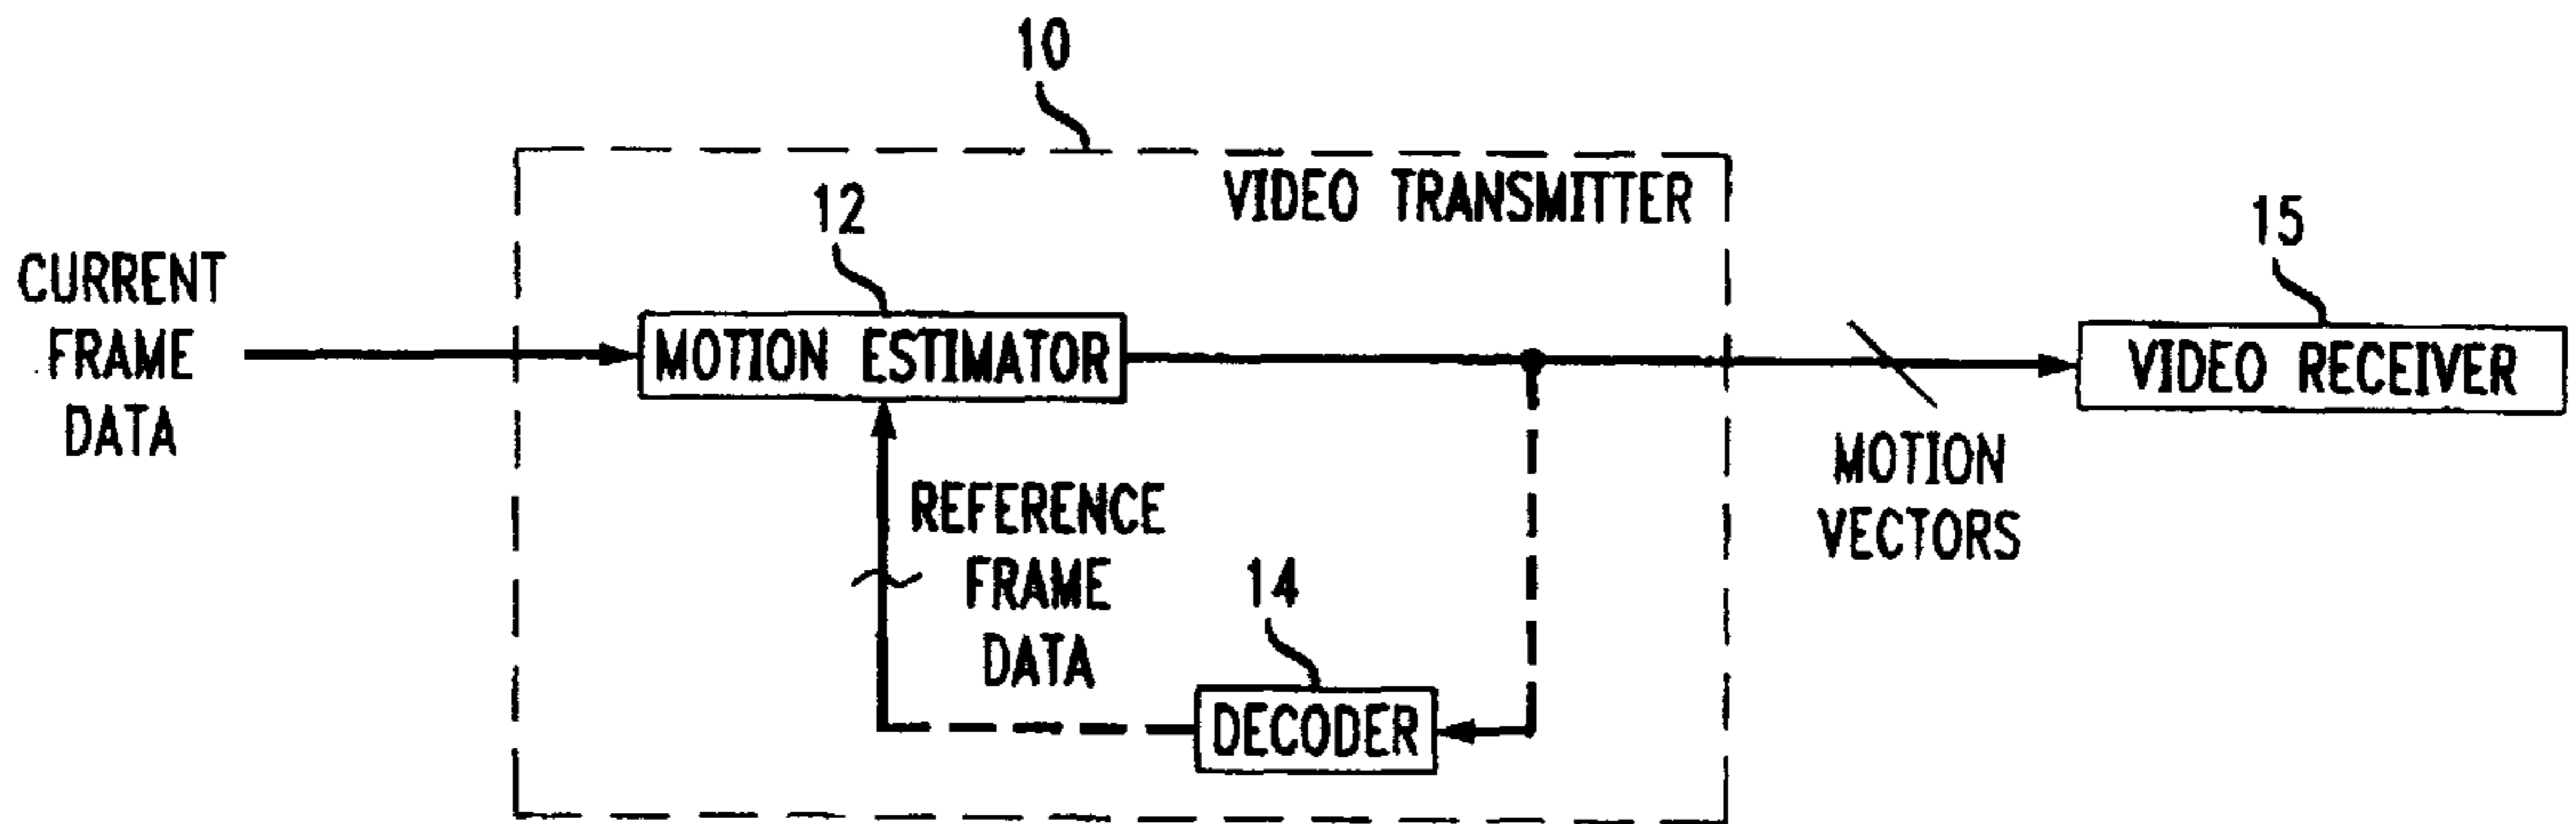 10
VIDEO TRANSMITTER
12
15
CURRENT
FRAME
DATA
MOTION ESTIMATOR
VIDEO RECEIVER
MOTION
VECTORS
REFERENCE
FRAME
DATA
14
DECODER